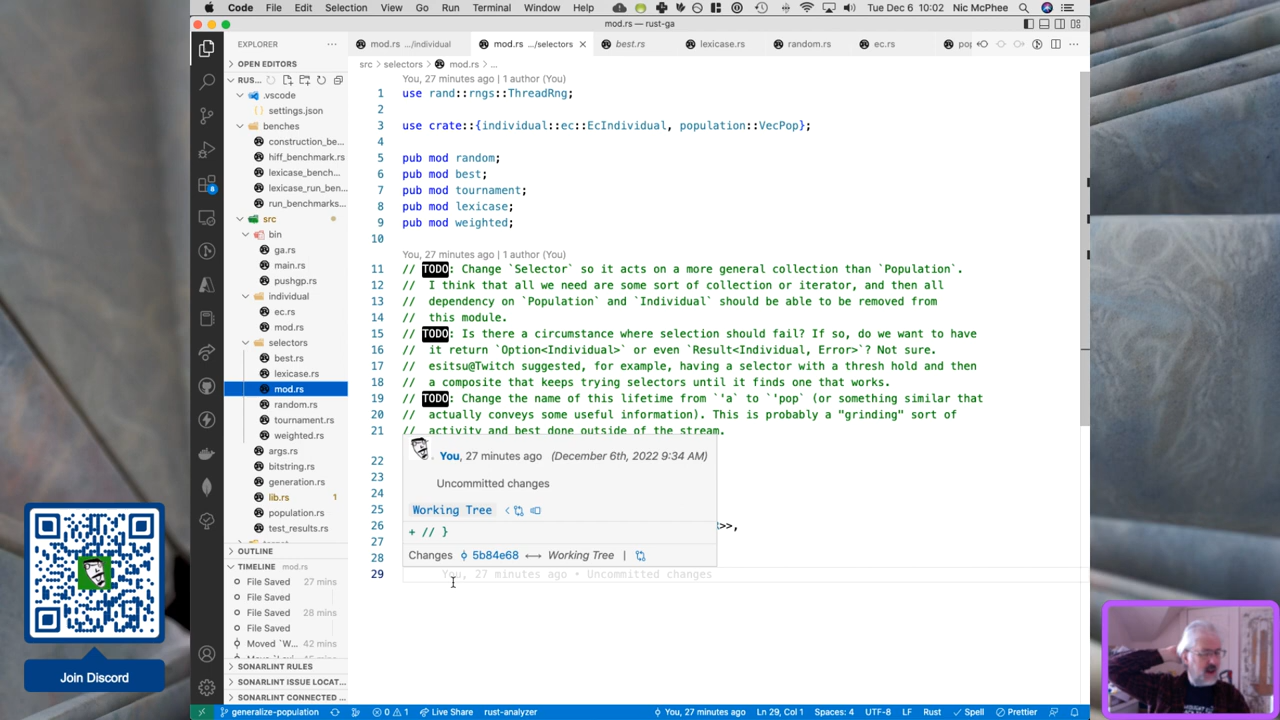 Code File Edit Selection View Go Run Terminal Window Help Tue Dec 6 10:02 Nic McPhee
mod.rs — rust-ga
EXPLORER
mod.rs .../individual
mod.rs .../selectors
best.rs
lexicase.rs
random.rs
ec.rs
src > selectors > mod.rs > ...
OPEN EDITORS
RUS...
.vscode
settings.json
benches
construction_be...
hiff_benchmark.rs
lexicase_bench...
lexicase_run_ben...
run_benchmarks...
src
bin
ga.rs
main.rs
pushgp.rs
individual
ec.rs
mod.rs
selectors
best.rs
lexicase.rs
mod.rs
random.rs
tournament.rs
weighted.rs
args.rs
bitstring.rs
generation.rs
lib.rs 1
population.rs
test_results.rs
OUTLINE
TIMELINE mod.rs
File Saved 27 mins
File Saved
File Saved 28 mins
File Saved
Moved `W... 42 mins
SONARLINT RULES
SONARLINT ISSUE LOCAT...
SONARLINT CONNECTED ...
You, 27 minutes ago | 1 author (You)
1 use rand::rngs::ThreadRng;
2
3 use crate::{individual::ec::EcIndividual, population::VecPop};
4
5 pub mod random;
6 pub mod best;
7 pub mod tournament;
8 pub mod lexicase;
9 pub mod weighted;
10
You, 27 minutes ago | 1 author (You)
11 // TODO: Change `Selector` so it acts on a more general collection than `Population`.
12 // I think that all we need are some sort of collection or iterator, and then all
13 // dependency on `Population` and `Individual` should be able to be removed from
14 // this module.
15 // TODO: Is there a circumstance where selection should fail? If so, do we want to have
16 // it return `Option<Individual>` or even `Result<Individual, Error>`? Not sure.
17 // esitsu@Twitch suggested, for example, having a selector with a thresh hold and then
18 // a composite that keeps trying selectors until it finds one that works.
19 // TODO: Change the name of this lifetime from `'a` to `'pop` (or something similar that
20 // actually conveys some useful information). This is probably a "grinding" sort of
21 // activity and best done outside of the stream.
22
23
24
25
26 >>,
27
28
29 You, 27 minutes ago • Uncommitted changes
You, 27 minutes ago (December 6th, 2022 9:34 AM)
Uncommitted changes
Working Tree
+ // }
Changes 5b84e68 ⟷ Working Tree |
Join Discord
8
generalize-population 0 1 Live Share rust-analyzer You, 27 minutes ago Ln 29, Col 1 Spaces: 4 UTF-8 LF Rust Spell Prettier